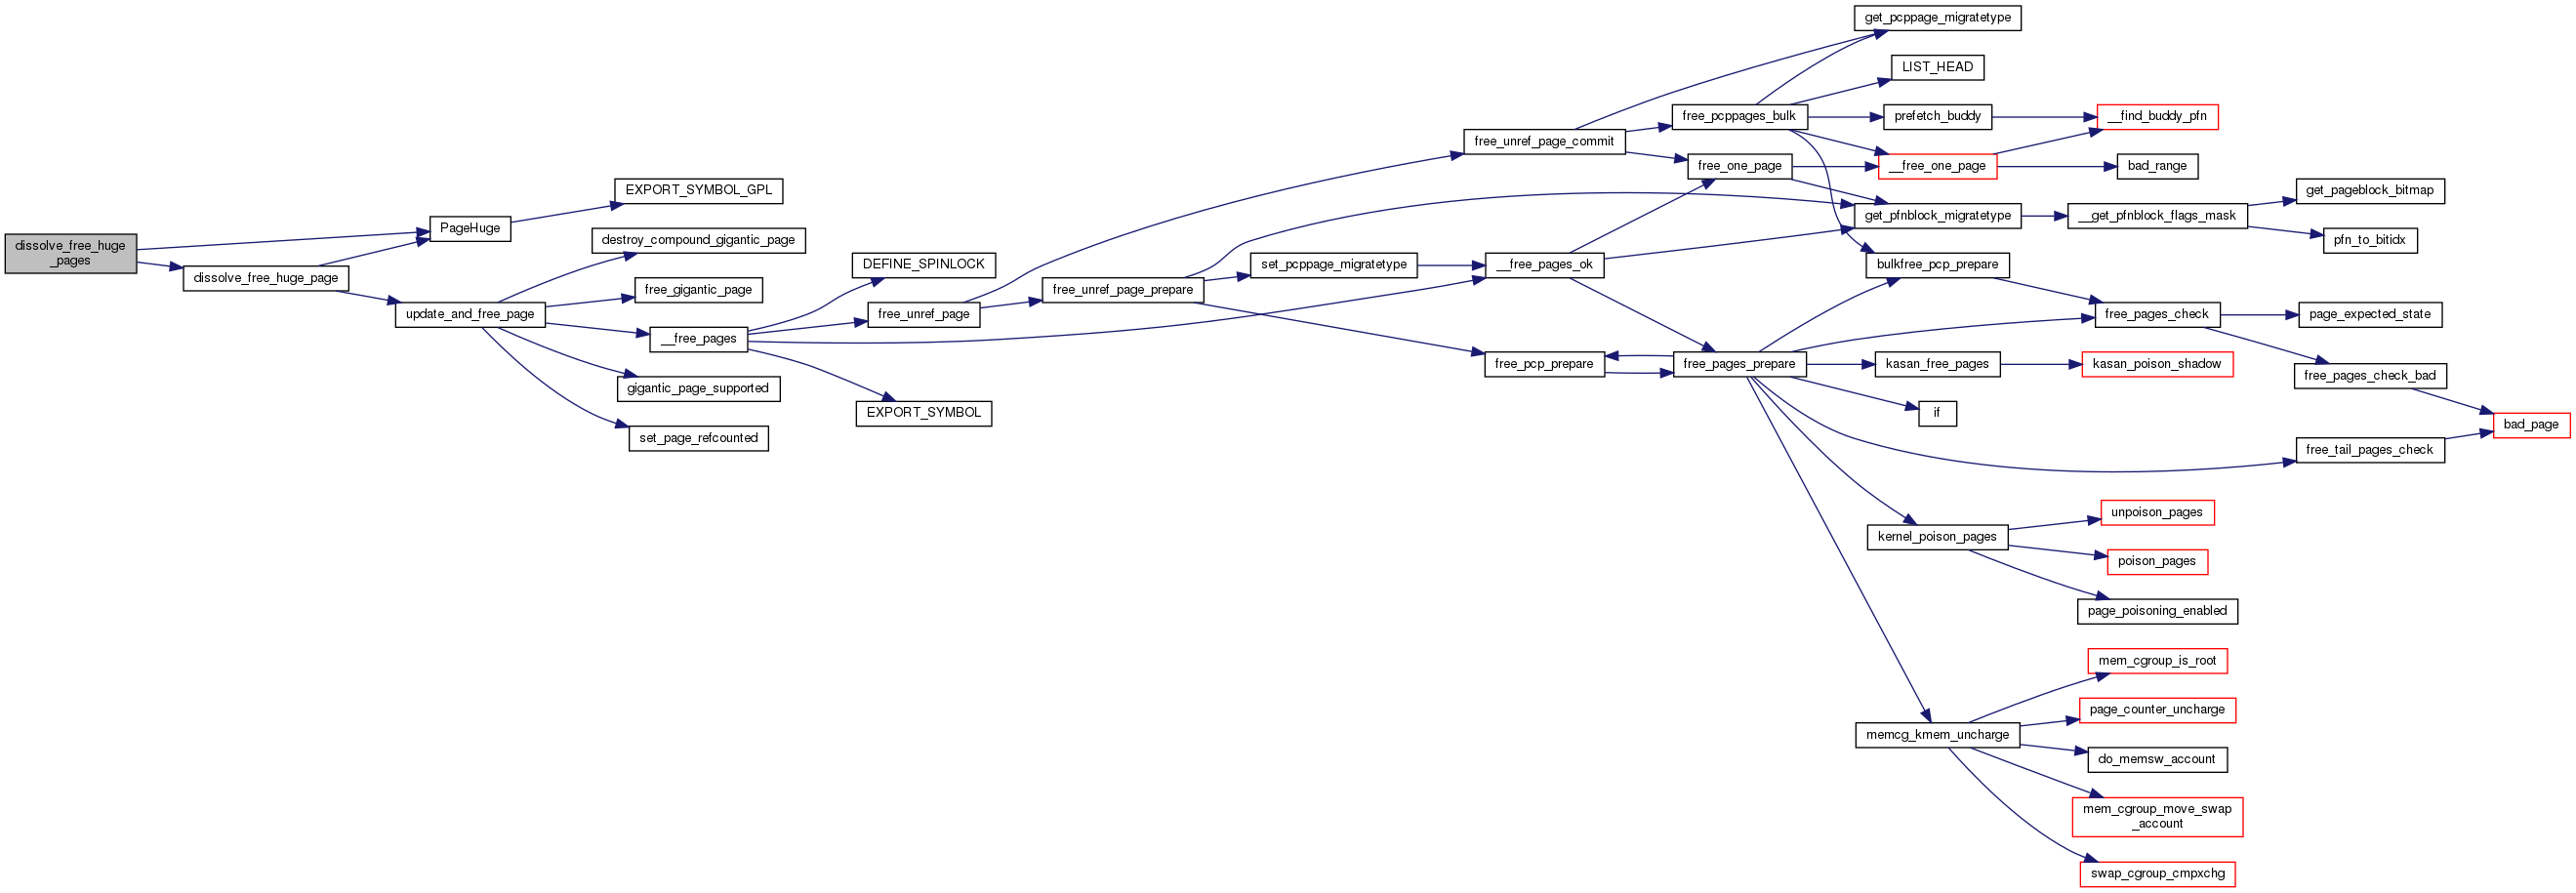 dissolve_free_huge
_pages
dissolve_free_huge_page
PageHuge
EXPORT_SYMBOL_GPL
update_and_free_page
destroy_compound_gigantic_page
free_gigantic_page
__free_pages
gigantic_page_supported
set_page_refcounted
DEFINE_SPINLOCK
free_unref_page
EXPORT_SYMBOL
free_unref_page_prepare
set_pcppage_migratetype
free_unref_page_commit
__free_pages_ok
free_pcp_prepare
free_pcppages_bulk
free_one_page
free_pages_prepare
get_pcppage_migratetype
LIST_HEAD
prefetch_buddy
__free_one_page
get_pfnblock_migratetype
bulkfree_pcp_prepare
kasan_free_pages
if
kernel_poison_pages
memcg_kmem_uncharge
__find_buddy_pfn
bad_range
__get_pfnblock_flags_mask
free_pages_check
kasan_poison_shadow
unpoison_pages
poison_pages
page_poisoning_enabled
mem_cgroup_is_root
page_counter_uncharge
do_memsw_account
mem_cgroup_move_swap
_account
swap_cgroup_cmpxchg
get_pageblock_bitmap
pfn_to_bitidx
page_expected_state
free_pages_check_bad
free_tail_pages_check
bad_page